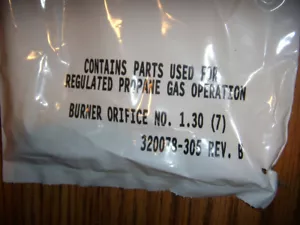 CONTAINS PARTS USED FOR
REGULATED PROPANE GAS OPERATION
BURNER ORIFICE NO. 1.30 (7)
320079-305 REV. B